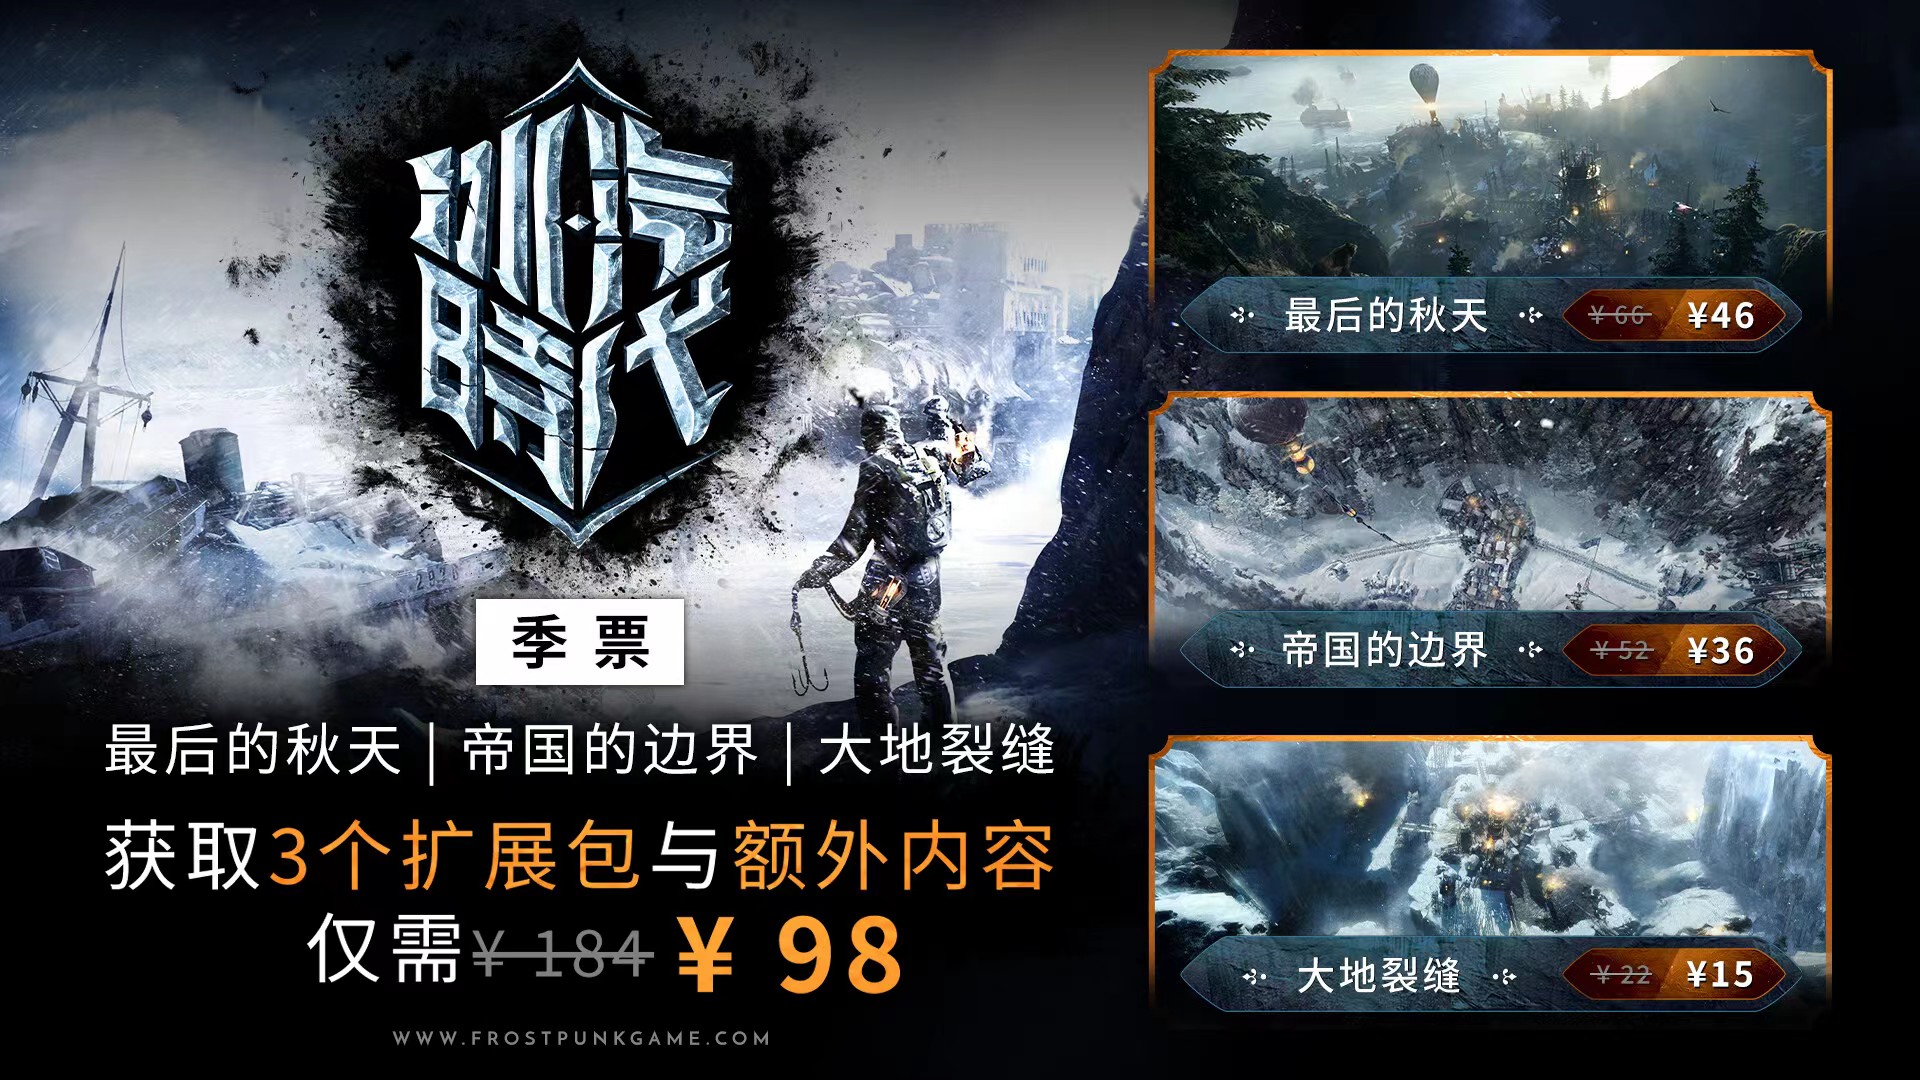 冰汽
時代
季票
最后的秋天 | 帝国的边界 | 大地裂缝
获取3个扩展包与额外内容
仅需¥ 184 ¥ 98
WWW.FROSTPUNKGAME.COM
最后的秋天 ¥ 66 ¥46
帝国的边界 ¥ 52 ¥36
大地裂缝 ¥ 22 ¥15